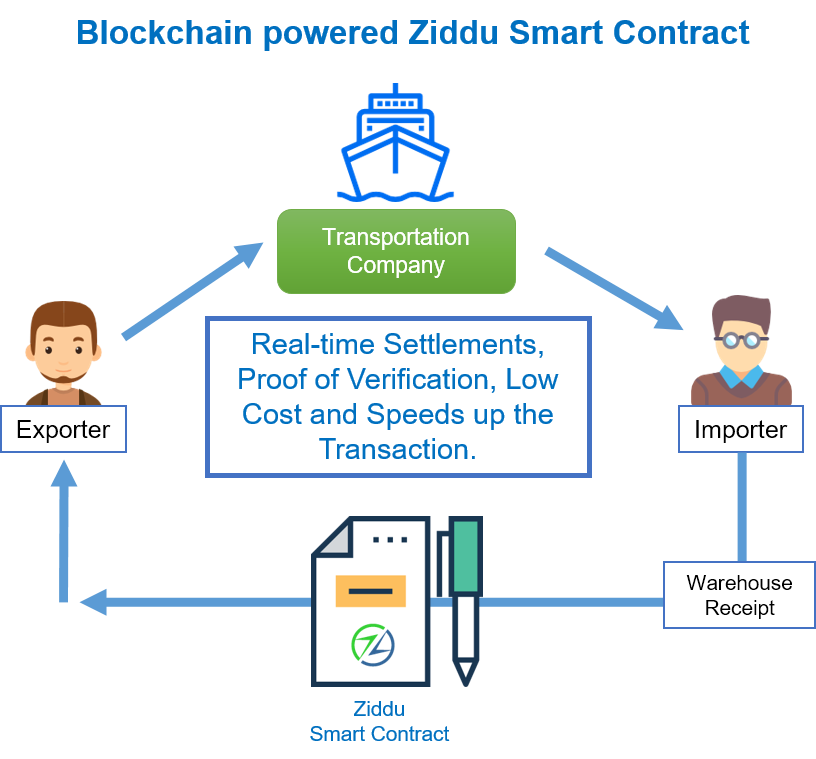 Blockchain powered Ziddu Smart Contract
Transportation
Company
Real-time Settlements,
Proof of Verification, Low
Cost and Speeds up the
Transaction.
Exporter
Importer
Warehouse
Receipt
Ziddu
Smart Contract